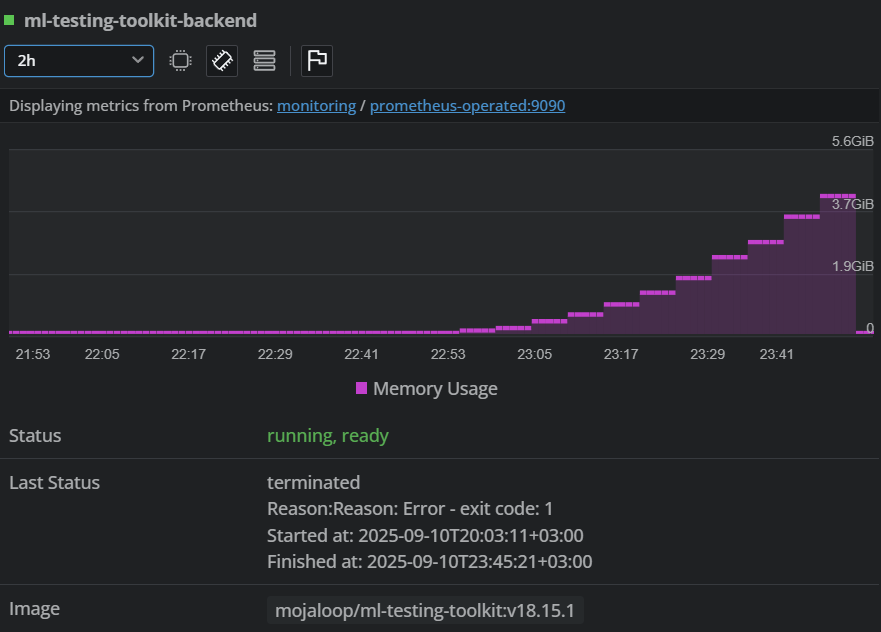 ml-testing-toolkit-backend
2h
Displaying metrics from Prometheus: monitoring / prometheus-operated:9090
5.6GiB
3.7GiB
1.9GiB
0
21:53 22:05 22:17 22:29 22:41 22:53 23:05 23:17 23:29 23:41
Memory Usage
Status running, ready
Last Status terminated
Reason:Reason: Error - exit code: 1
Started at: 2025-09-10T20:03:11+03:00
Finished at: 2025-09-10T23:45:21+03:00
Image mojaloop/ml-testing-toolkit:v18.15.1